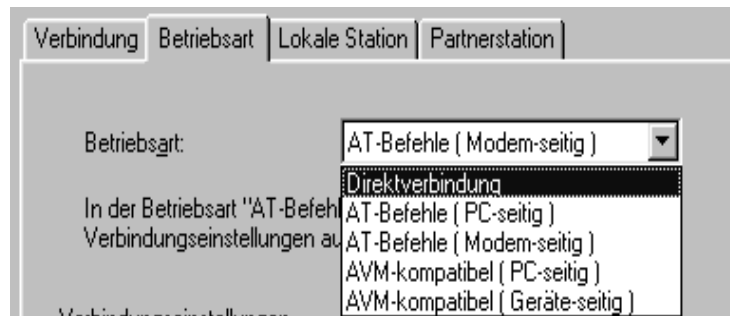 Verbindung Betriebsart Lokale Station Partnerstation
Betriebsart: AT-Befehle ( Modem-seitig )
Direktverbindung
In der Betriebsart "AT-Befehl
AT-Befehle ( PC-seitig )
Verbindungseinstellungen au
AT-Befehle ( Modem-seitig )
AVM-kompatibel ( PC-seitig )
AVM-kompatibel ( Geräte-seitig )
Verbindungseinstellungen